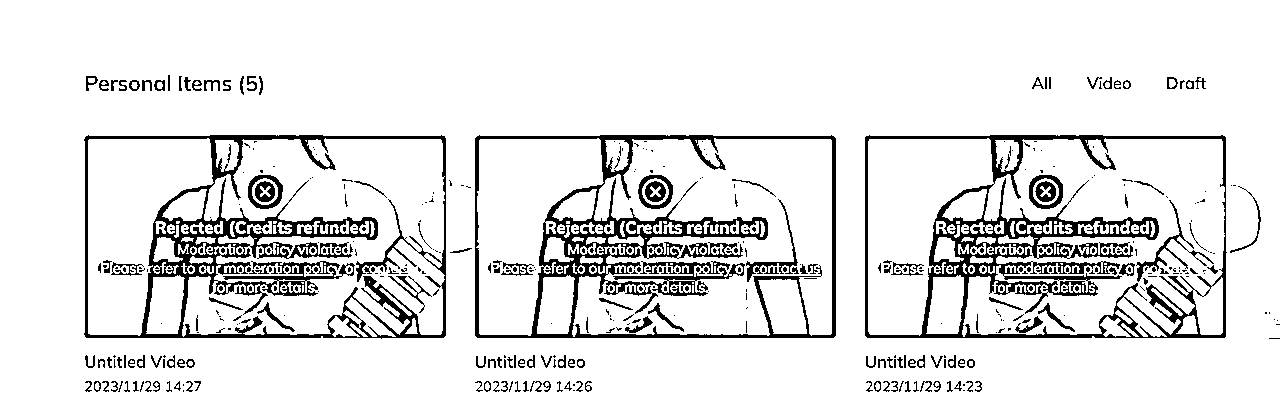 Personal Items (5)
All Video Draft
Rejected (Credits refunded)
Moderation policy violated.
Please refer to our moderation policy or
for more details.
Untitled Video
2023/11/29 14:27
Rejected (Credits refunded)
Moderation policy violated.
Please refer to our moderation policy or contact us
for more details.
Untitled Video
2023/11/29 14:26
Rejected (Credits refunded)
Moderation policy violated.
Please refer to our moderation policy or
for more details.
Untitled Video
2023/11/29 14:23